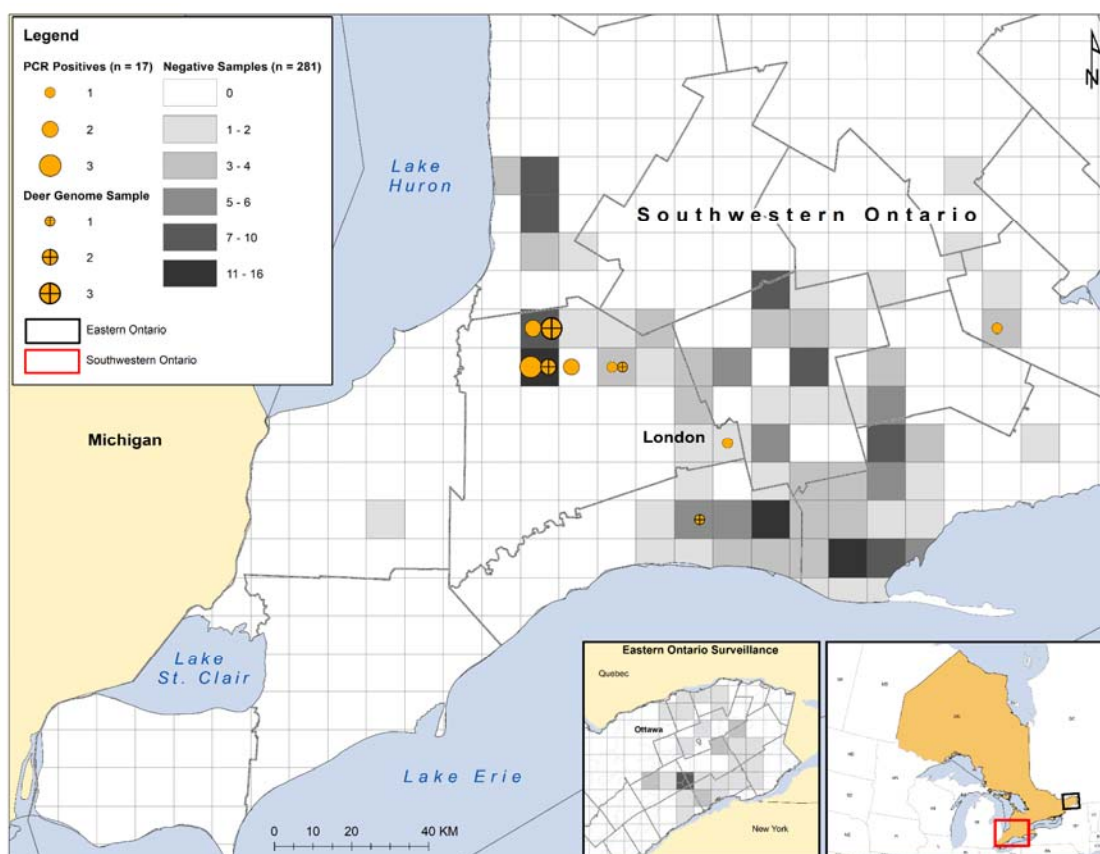 Legend
PCR Positives (n = 17)
1
2
3
Deer Genome Sample
1
2
3
Negative Samples (n = 281)
0
1 - 2
3 - 4
5 - 6
7 - 10
11 - 16
Eastern Ontario
Southwestern Ontario
N
Lake
Huron
Southwestern Ontario
Michigan
London
Lake
St. Clair
Lake Erie
0 10 20 40 KM
Eastern Ontario Surveillance
Quebec
Ottawa
New York